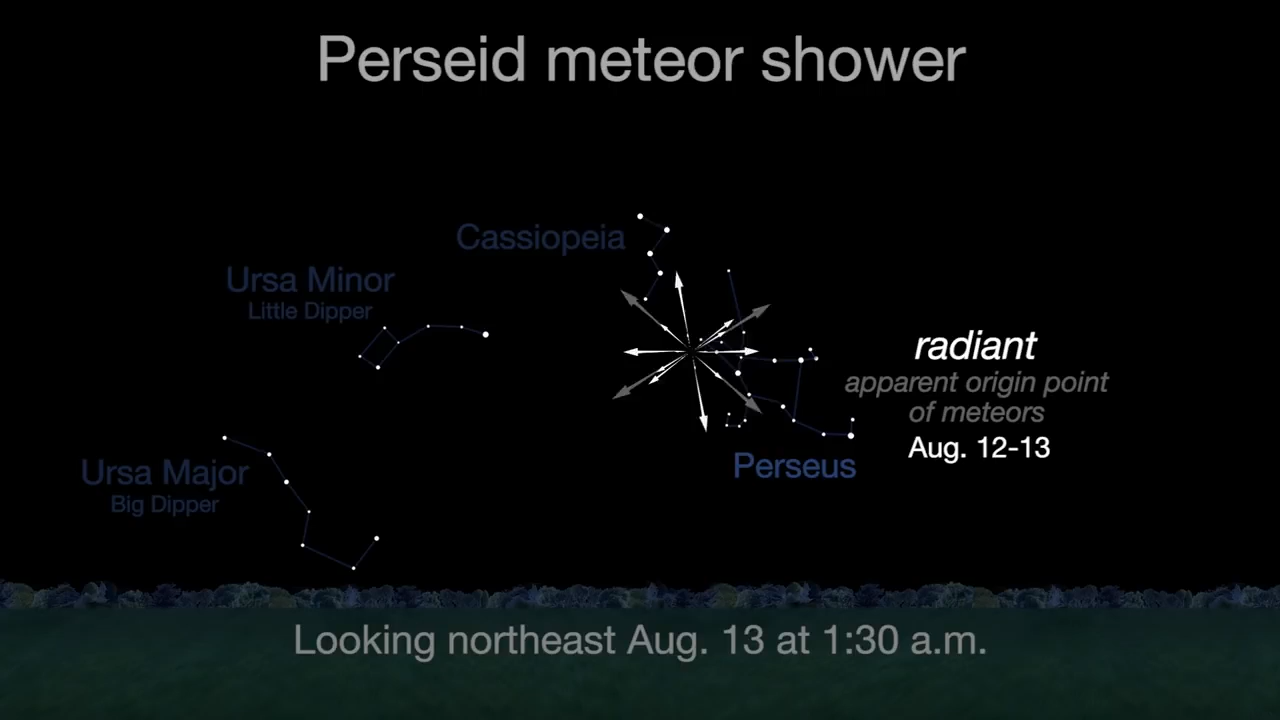 Perseid meteor shower
Cassiopeia
Ursa Minor
Little Dipper
radiant
apparent origin point
of meteors
Aug. 12-13
Perseus
Ursa Major
Big Dipper
Looking northeast Aug. 13 at 1:30 a.m.